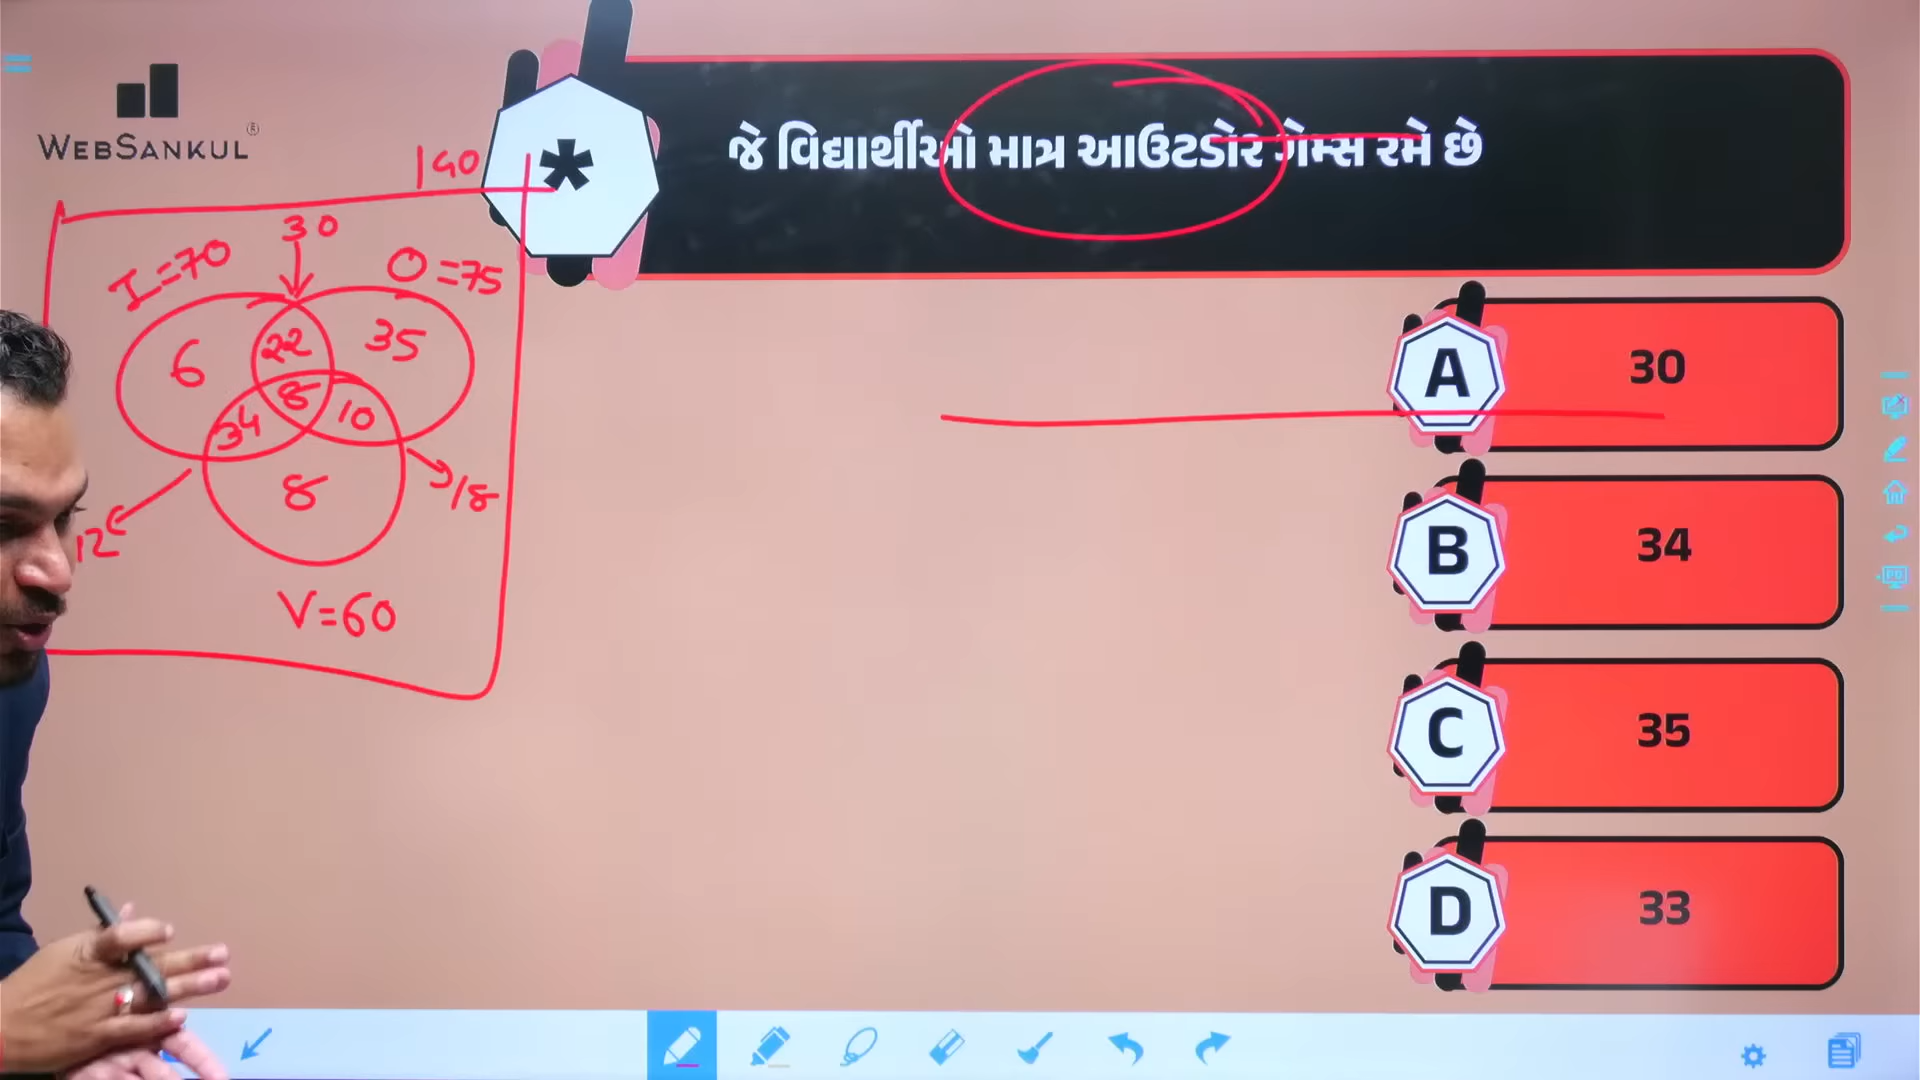 WEBSANKUL®
*
જે વિદ્યાર્થીઓ માત્ર આઉટડોર ગેમ્સ રમે છે
140
30
I=70
O=75
6
22
35
8
34
10
8
18
V=60
A 30
B 34
C 35
D 33